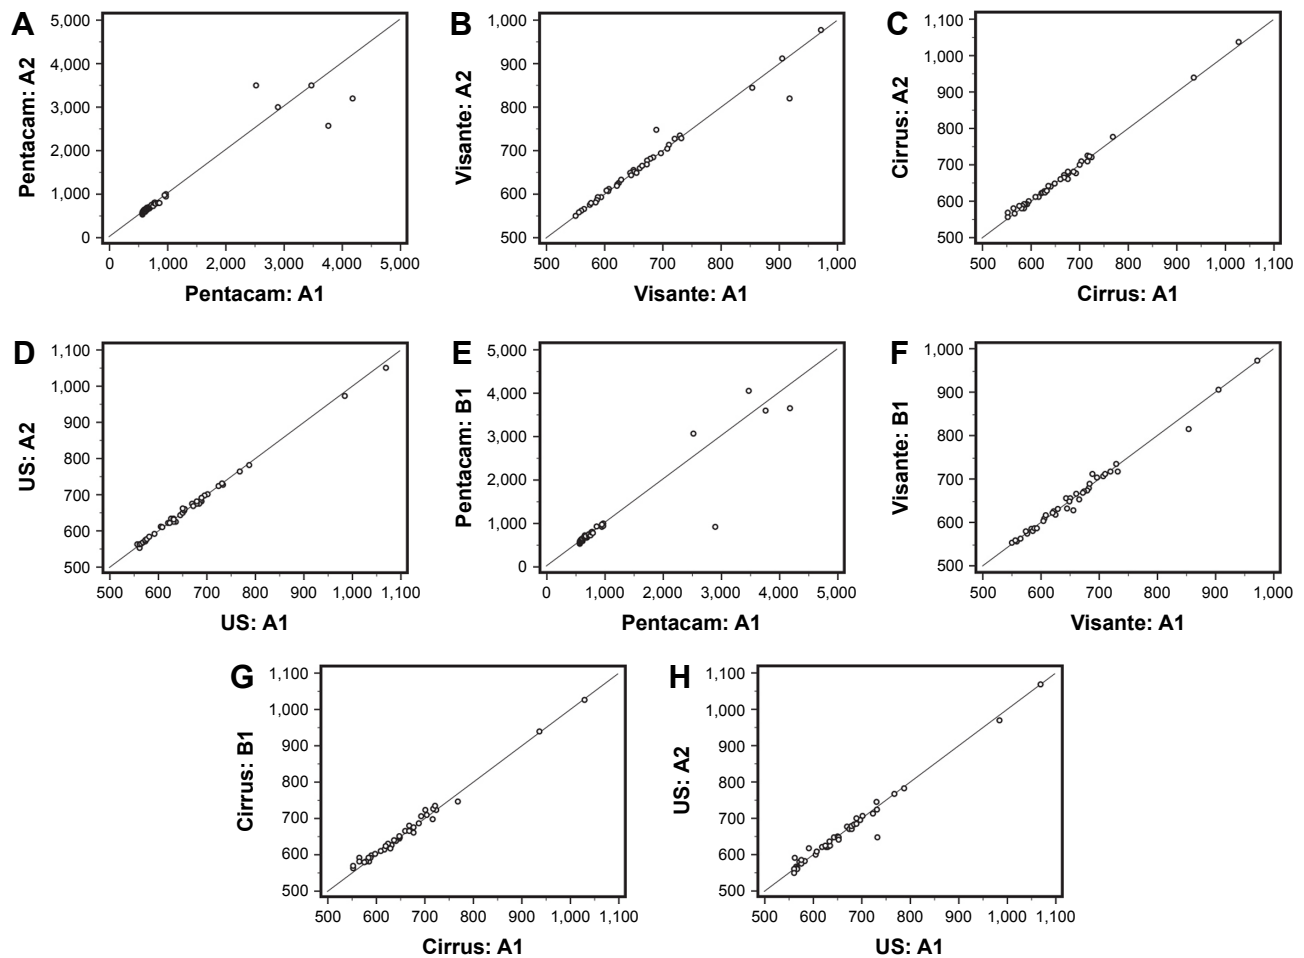 A
Pentacam: A2
5,000
4,000
3,000
2,000
1,000
0
0 1,000 2,000 3,000 4,000 5,000
Pentacam: A1
B
Visante: A2
1,000
900
800
700
600
500
500 600 700 800 900 1,000
Visante: A1
C
Cirrus: A2
1,100
1,000
900
800
700
600
500
500 600 700 800 900 1,000 1,100
Cirrus: A1
D
US: A2
1,100
1,000
900
800
700
600
500
500 600 700 800 900 1,000 1,100
US: A1
E
Pentacam: B1
5,000
4,000
3,000
2,000
1,000
0
0 1,000 2,000 3,000 4,000 5,000
Pentacam: A1
F
Visante: B1
1,000
900
800
700
600
500
500 600 700 800 900 1,000
Visante: A1
G
Cirrus: B1
1,100
1,000
900
800
700
600
500
500 600 700 800 900 1,000 1,100
Cirrus: A1
H
US: A2
1,100
1,000
900
800
700
600
500
500 600 700 800 900 1,000 1,100
US: A1